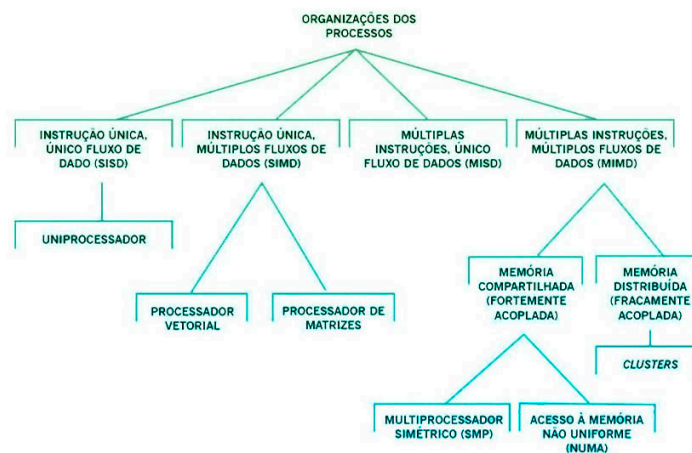 ORGANIZAÇÕES DOS
PROCESSOS
INSTRUÇÃO ÚNICA,
ÚNICO FLUXO DE
DADO (SISD)
INSTRUÇÃO ÚNICA,
MÚLTIPLOS FLUXOS DE
DADOS (SIMD)
MÚLTIPLAS
INSTRUÇÕES, ÚNICO
FLUXO DE DADOS (MISD)
MÚLTIPLAS INSTRUÇÕES,
MÚLTIPLOS FLUXOS DE
DADOS (MIMD)
UNIPROCESSADOR
PROCESSADOR
VETORIAL
PROCESSADOR DE
MATRIZES
MEMÓRIA
COMPARTILHADA
(FORTEMENTE
ACOPLADA)
MEMÓRIA
DISTRIBUÍDA
(FRACAMENTE
ACOPLADA)
CLUSTERS
MULTIPROCESSADOR
SIMÉTRICO (SMP)
ACESSO À MEMÓRIA
NÃO UNIFORME
(NUMA)